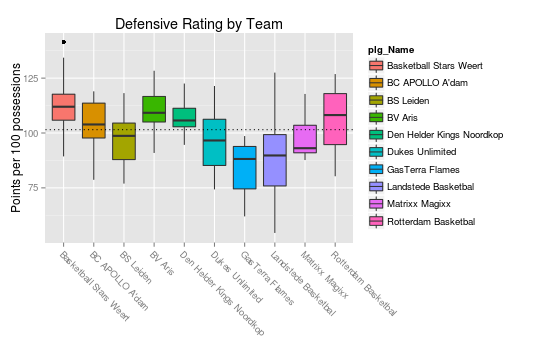 Defensive Rating by Team
Points per 100 possessions
125
100
75
Basketball Stars Weert
BC APOLLO A'dam
BS Leiden
BV Aris
Den Helder Kings Noordkop
Dukes Unlimited
GasTerra Flames
Landstede Basketbal
Matrixx Magixx
Rotterdam Basketbal
plg_Name
Basketball Stars Weert
BC APOLLO A'dam
BS Leiden
BV Aris
Den Helder Kings Noordkop
Dukes Unlimited
GasTerra Flames
Landstede Basketbal
Matrixx Magixx
Rotterdam Basketbal